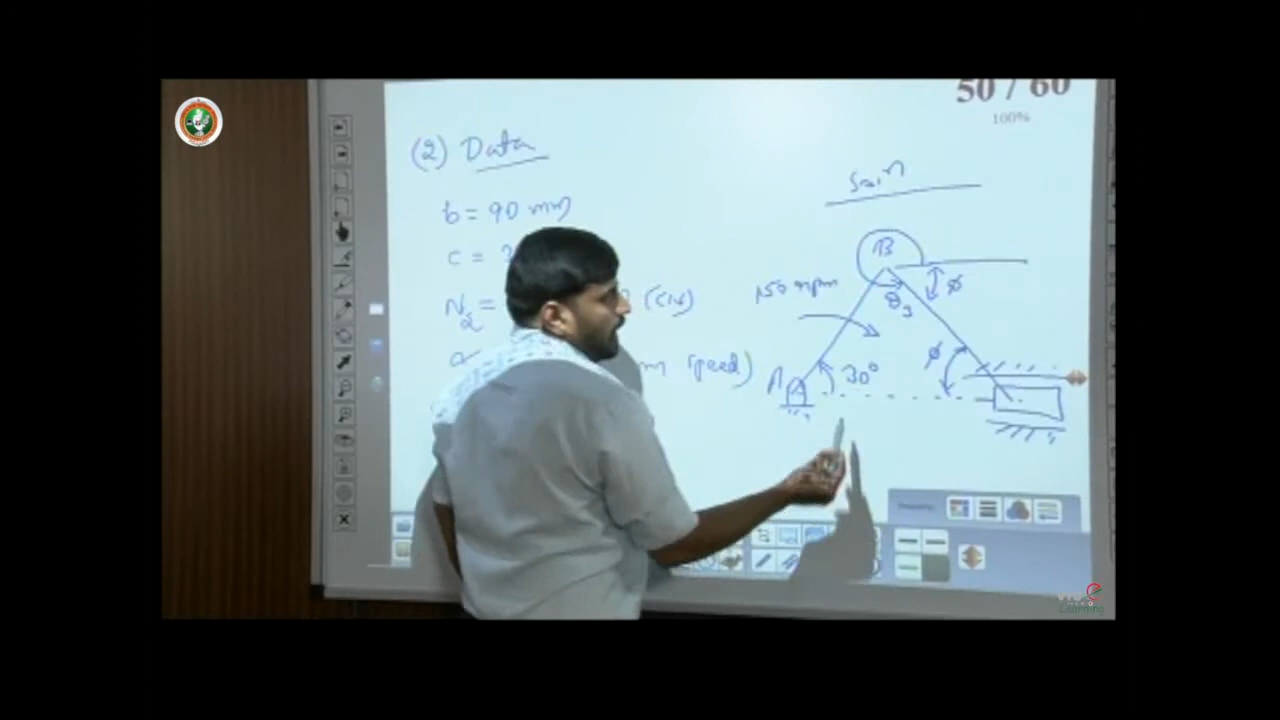 50 / 60
100%
(2) Data
Soln
b = 90 mm
B
c =
150 rpm
θ3
φ
N2 =
(CW)
φ
A
30°
speed)